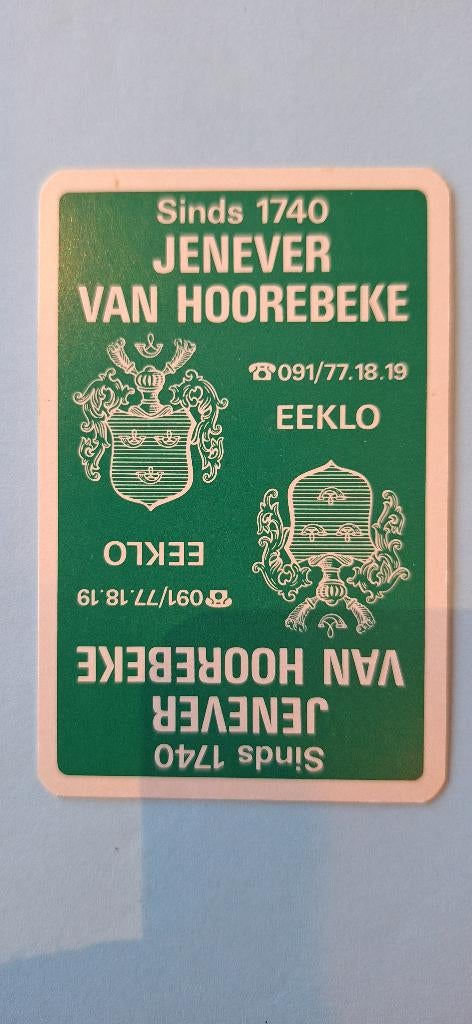 Sinds 1740
JENEVER
VAN HOOREBEKE
☎091/77.18.19
EEKLO
EEKLO
☎091/77.18.19
VAN HOOREBEKE
JENEVER
Sinds 1740